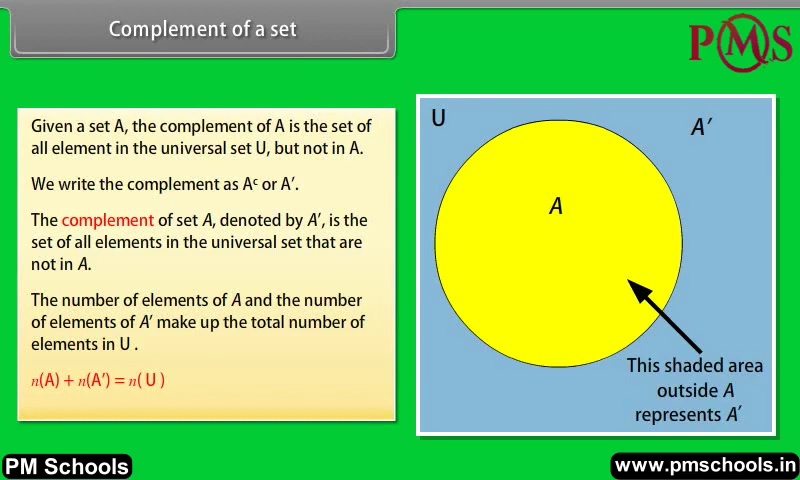 Complement of a set
PMS
Given a set A, the complement of A is the set of
all element in the universal set U, but not in A.
We write the complement as Aᶜ or A′.
The complement of set A, denoted by A′, is the
set of all elements in the universal set that are
not in A.
The number of elements of A and the number
of elements of A′ make up the total number of
elements in U .
n(A) + n(A′) = n( U )
U
A′
A
This shaded area
outside A
represents A′
PM Schools
www.pmschools.in